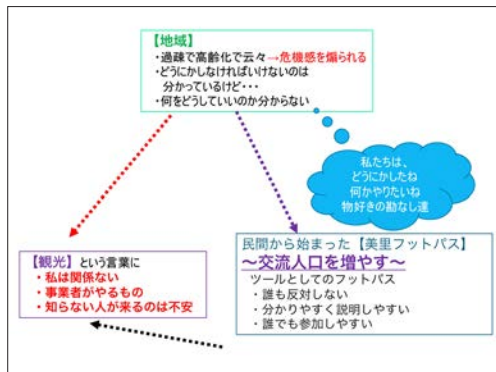 【地域】
・過疎で高齢化で云々→危機感を煽られる
・どうにかしなければいけないのは
分かっているけど・・・
・何をどうしていいのか分からない
私たちは、
どうにかしたね
何かやりたいね
物好きの勘なし達
【観光】という言葉に
・私は関係ない
・事業者がやるもの
・知らない人が来るのは不安
民間から始まった【美里フットパス】
～交流人口を増やす～
ツールとしてのフットパス
・誰も反対しない
・分かりやすく説明しやすい
・誰でも参加しやすい